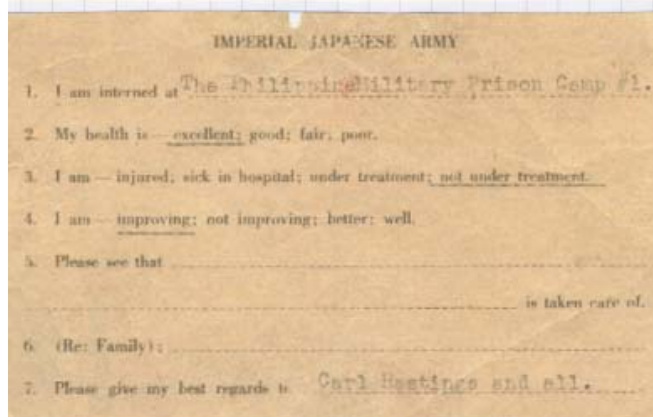 IMPERIAL JAPANESE ARMY
1. I am interned at The Philippine Military Prison Camp #1.
2. My health is — excellent; good; fair; poor.
3. I am — injured; sick in hospital; under treatment; not under treatment.
4. I am — improving; not improving; better; well.
5. Please see that
is taken care of.
6. (Re: Family);
7. Please give my best regards to Carl Hastings and all.